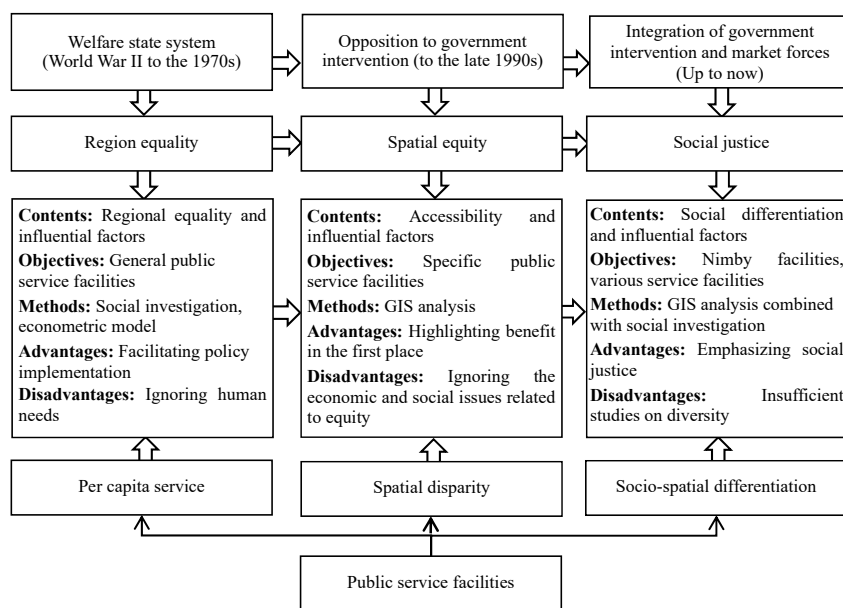 Welfare state system
(World War II to the 1970s)
Opposition to government
intervention (to the late 1990s)
Integration of government
intervention and market forces
(Up to now)
Region equality
Spatial equity
Social justice
Contents: Regional equality and
influential factors
Objectives: General public
service facilities
Methods: Social investigation,
econometric model
Advantages: Facilitating policy
implementation
Disadvantages: Ignoring human
needs
Contents: Accessibility and
influential factors
Objectives: Specific public
service facilities
Methods: GIS analysis
Advantages: Highlighting benefit
in the first place
Disadvantages: Ignoring the
economic and social issues related
to equity
Contents: Social differentiation
and influential factors
Objectives: Nimby facilities,
various service facilities
Methods: GIS analysis combined
with social investigation
Advantages: Emphasizing social
justice
Disadvantages: Insufficient
studies on diversity
Per capita service
Spatial disparity
Socio-spatial differentiation
Public service facilities